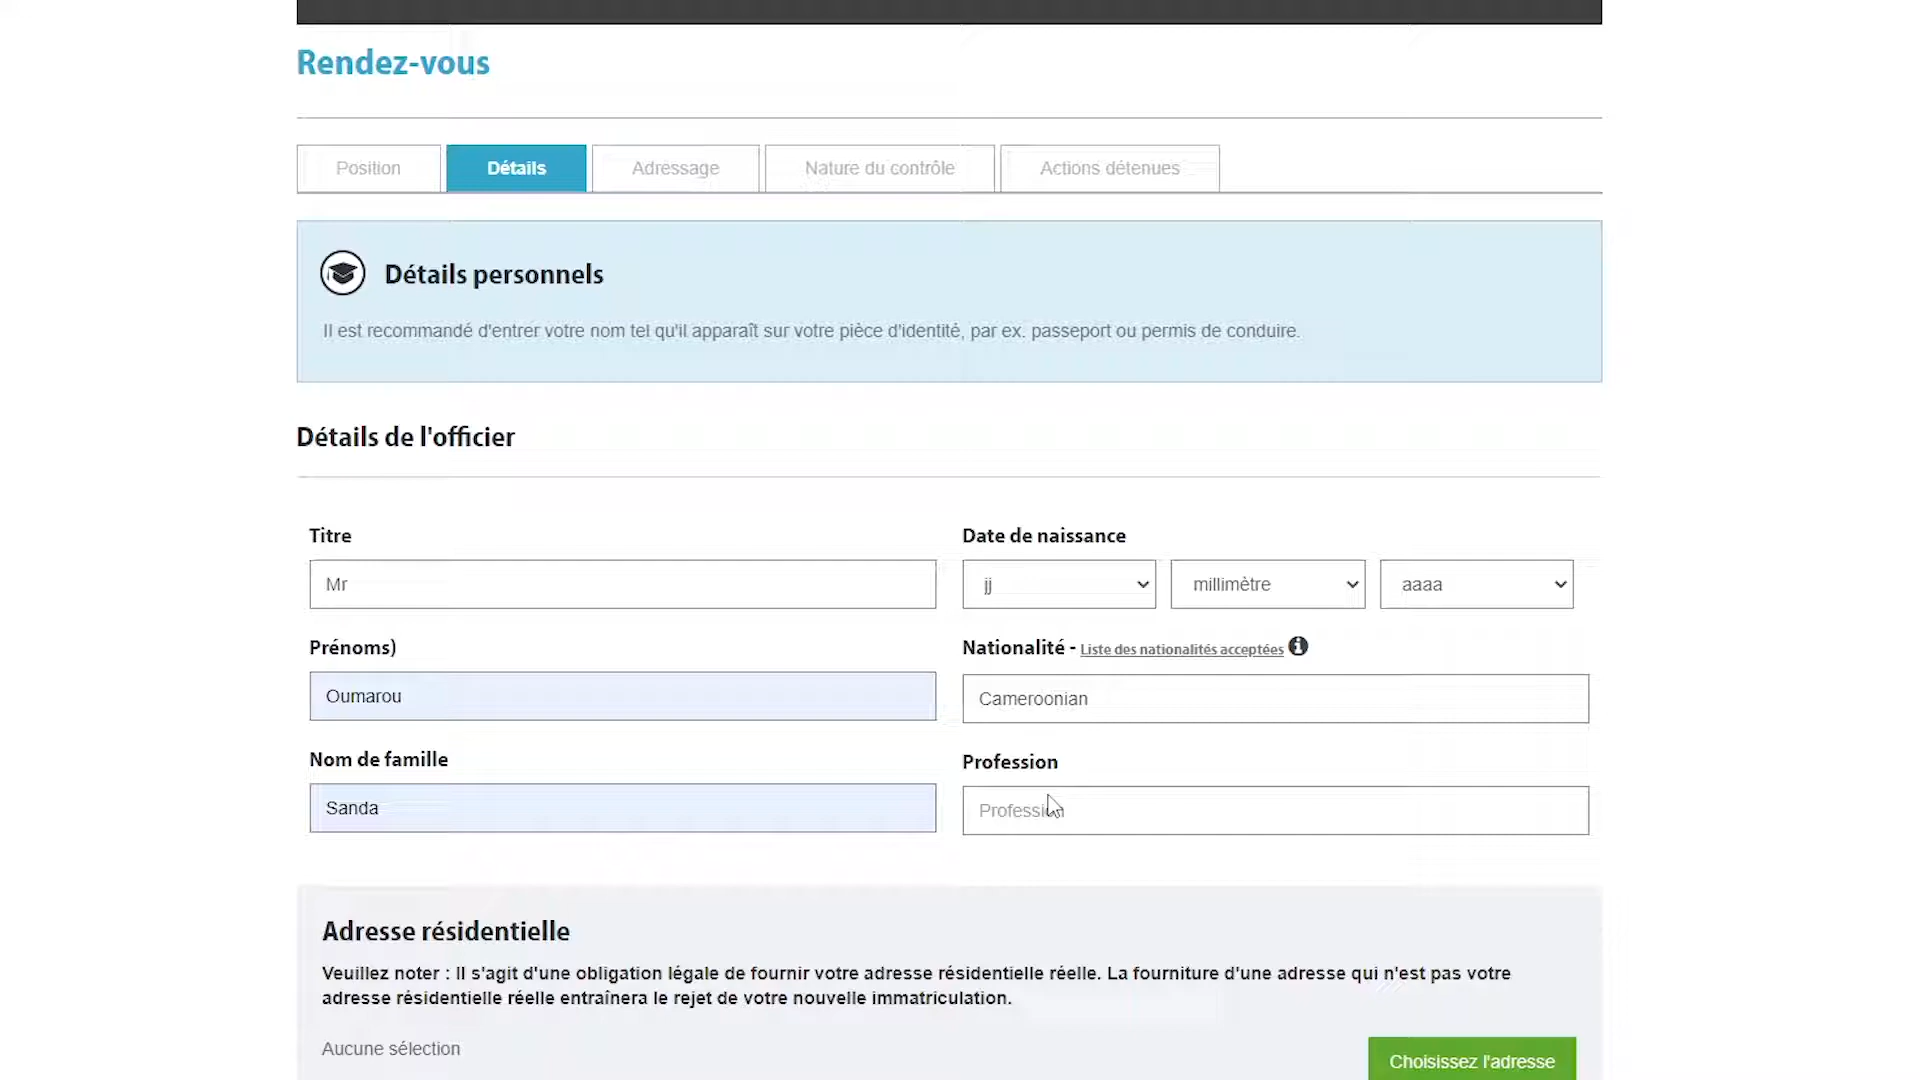 Rendez-vous
Position
Détails
Adressage
Nature du contrôle
Actions détenues
Détails personnels
Il est recommandé d'entrer votre nom tel qu'il apparaît sur votre pièce d'identité, par ex. passeport ou permis de conduire.
Détails de l'officier
Titre
Mr
Date de naissance
jj
millimètre
aaaa
Prénoms)
Oumarou
Nationalité - Liste des nationalités acceptées
Cameroonian
Nom de famille
Sanda
Profession
Profession
Adresse résidentielle
Veuillez noter : Il s'agit d'une obligation légale de fournir votre adresse résidentielle réelle. La fourniture d'une adresse qui n'est pas votre
adresse résidentielle réelle entraînera le rejet de votre nouvelle immatriculation.
Aucune sélection
Choisissez l'adresse